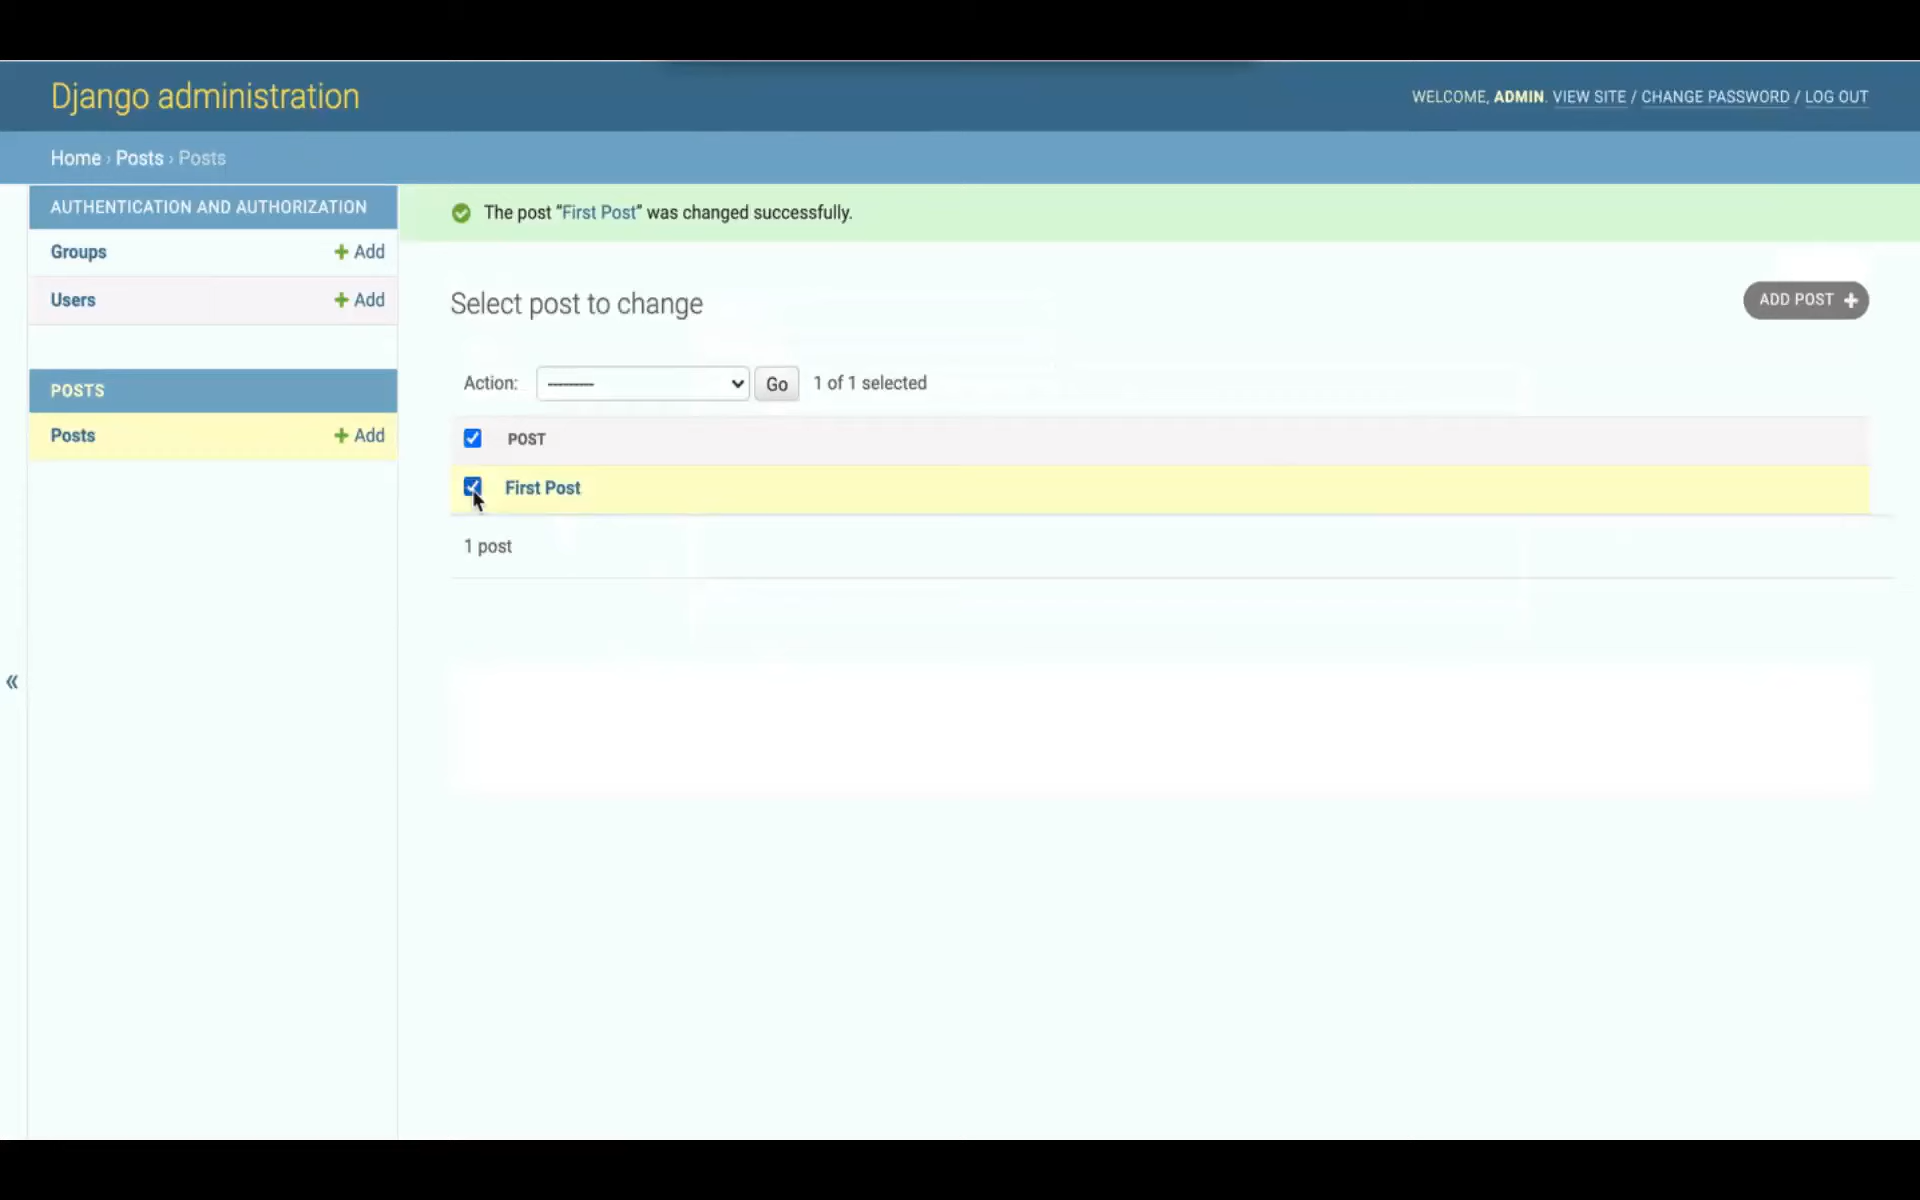 Django administration
WELCOME, ADMIN. VIEW SITE / CHANGE PASSWORD / LOG OUT
Home › Posts › Posts
AUTHENTICATION AND AUTHORIZATION
Groups + Add
Users + Add
POSTS
Posts + Add
«
The post “First Post” was changed successfully.
Select post to change
ADD POST +
Action: --------- Go 1 of 1 selected
POST
First Post
1 post